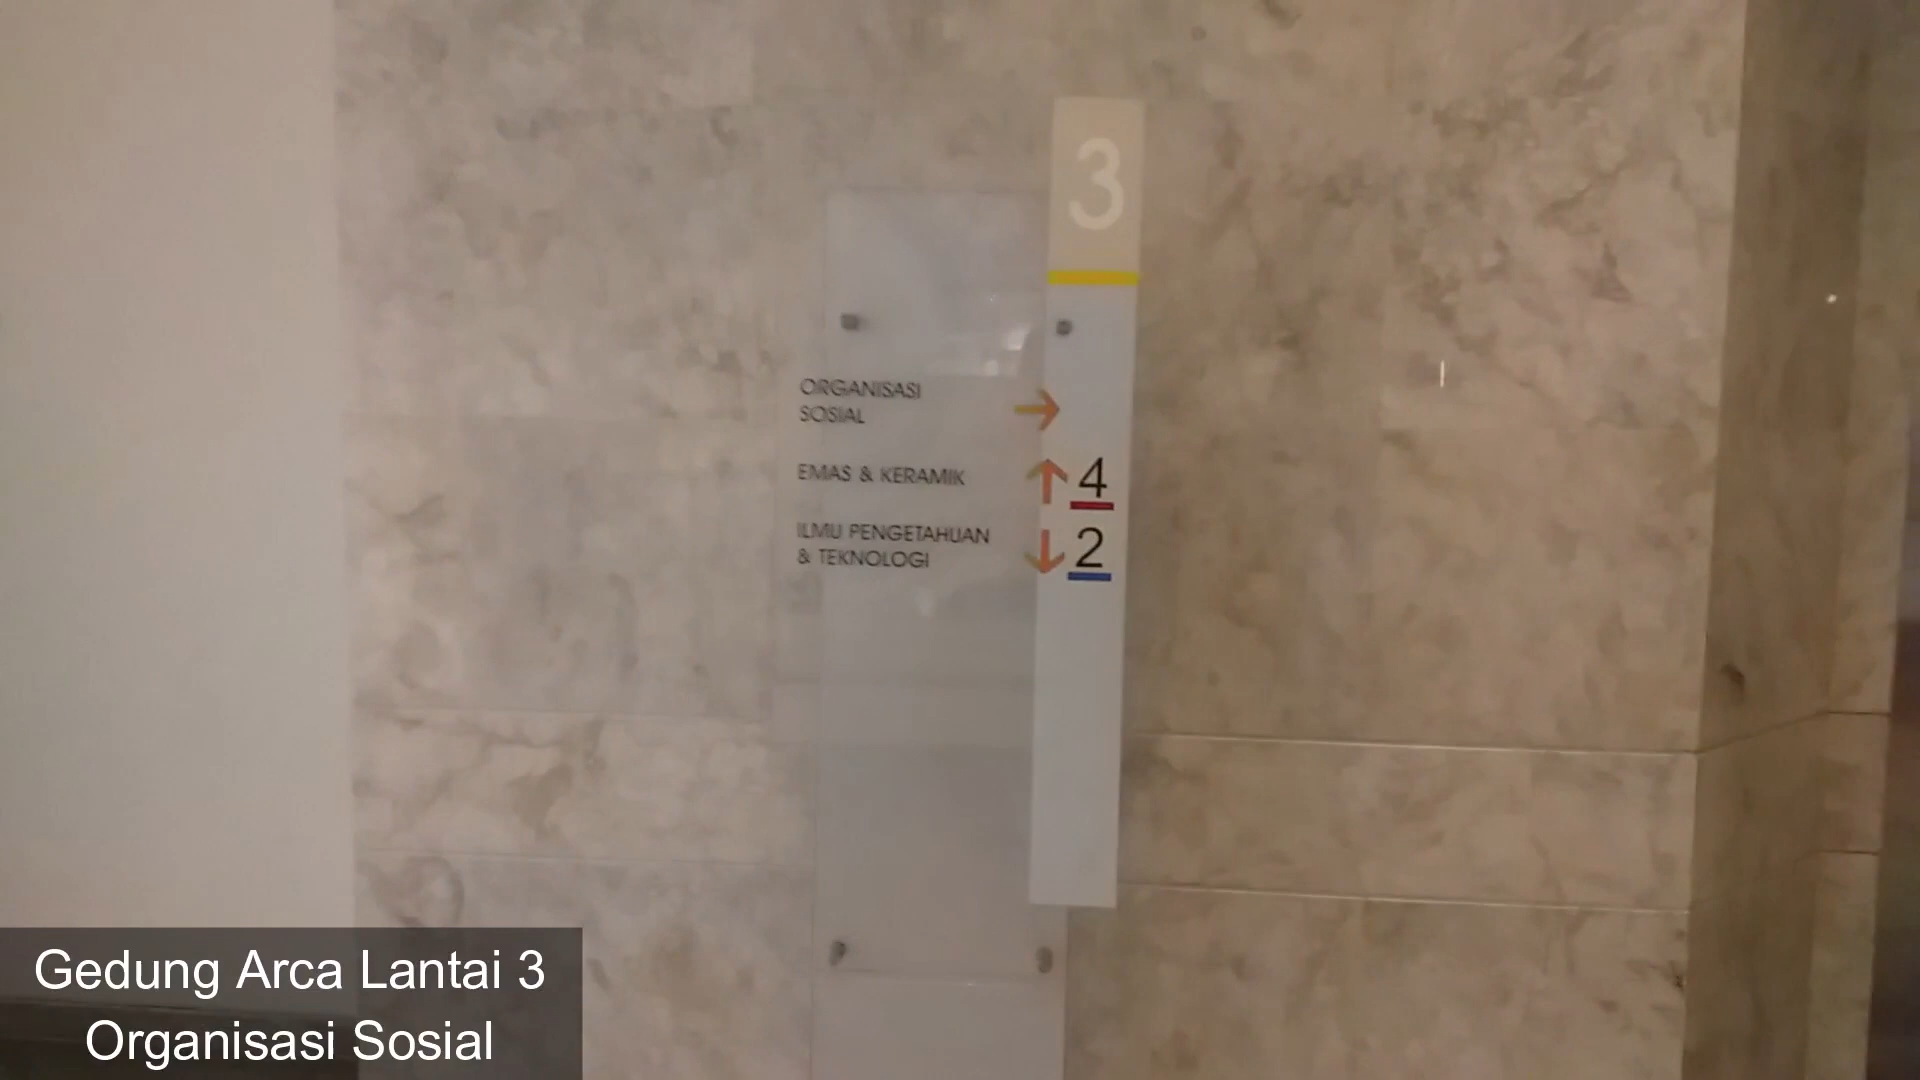 3
ORGANISASI
SOSIAL
EMAS & KERAMIK
4
ILMU PENGETAHUAN
& TEKNOLOGI
2
Gedung Arca Lantai 3
Organisasi Sosial